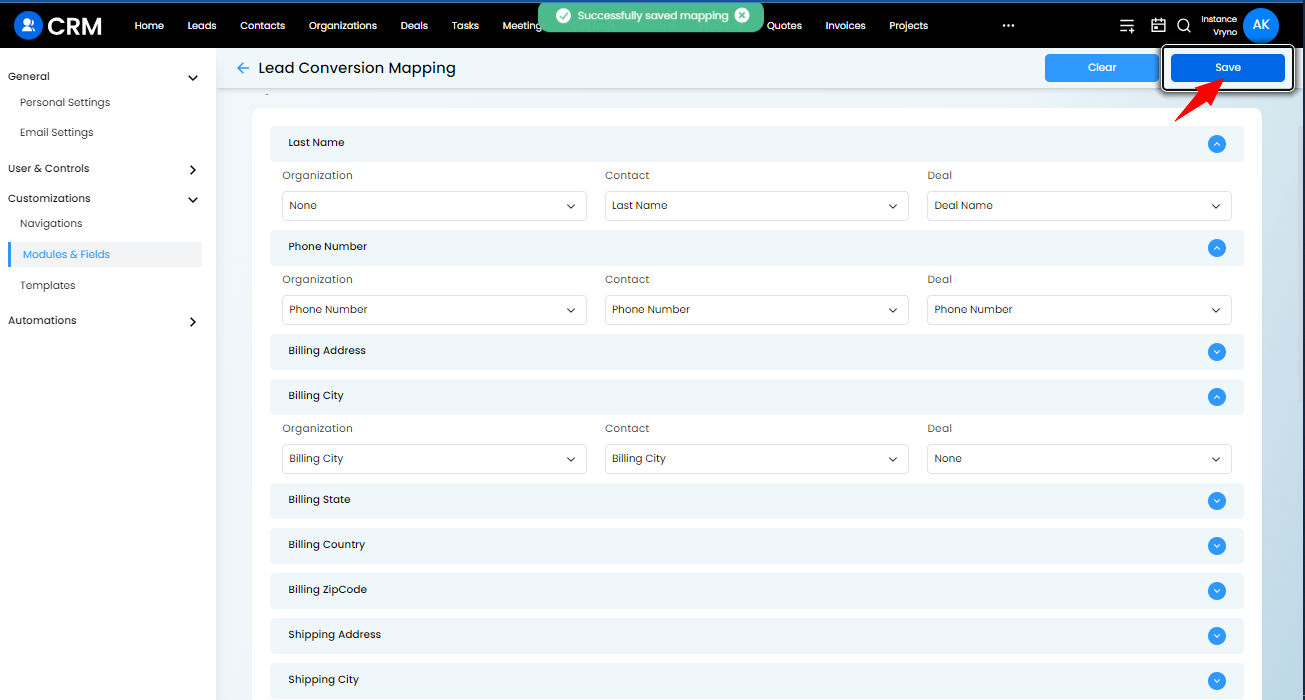 CRM
Home Leads Contacts Organizations Deals Tasks Meeting Quotes Invoices Projects
Successfully saved mapping
Instance
Vryno
AK
General
Personal Settings
Email Settings
User & Controls
Customizations
Navigations
Modules & Fields
Templates
Automations
Lead Conversion Mapping
Clear
Save
Last Name
Organization Contact Deal
None Last Name Deal Name
Phone Number
Organization Contact Deal
Phone Number Phone Number Phone Number
Billing Address
Billing City
Organization Contact Deal
Billing City Billing City None
Billing State
Billing Country
Billing ZipCode
Shipping Address
Shipping City